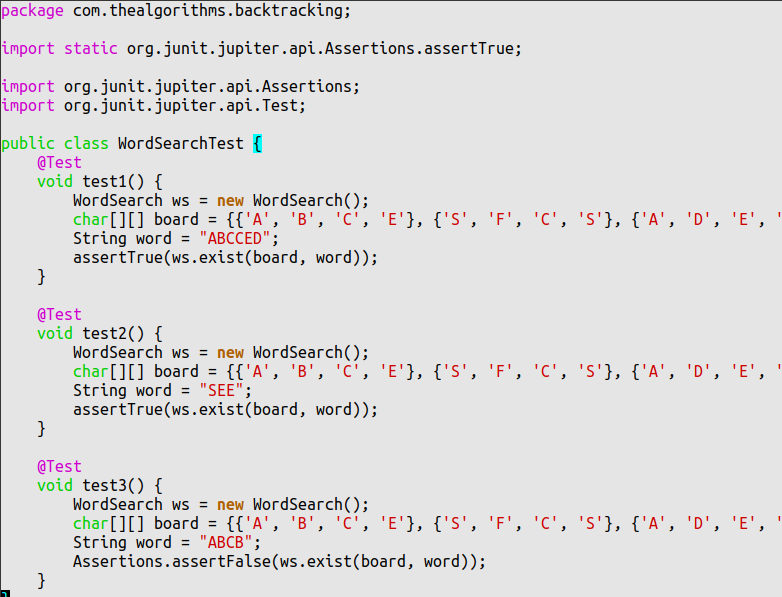 package com.thealgorithms.backtracking;

import static org.junit.jupiter.api.Assertions.assertTrue;

import org.junit.jupiter.api.Assertions;
import org.junit.jupiter.api.Test;

public class WordSearchTest {
    @Test
    void test1() {
        WordSearch ws = new WordSearch();
        char[][] board = {{'A', 'B', 'C', 'E'}, {'S', 'F', 'C', 'S'}, {'A', 'D', 'E', '
        String word = "ABCCED";
        assertTrue(ws.exist(board, word));
    }

    @Test
    void test2() {
        WordSearch ws = new WordSearch();
        char[][] board = {{'A', 'B', 'C', 'E'}, {'S', 'F', 'C', 'S'}, {'A', 'D', 'E', '
        String word = "SEE";
        assertTrue(ws.exist(board, word));
    }

    @Test
    void test3() {
        WordSearch ws = new WordSearch();
        char[][] board = {{'A', 'B', 'C', 'E'}, {'S', 'F', 'C', 'S'}, {'A', 'D', 'E', '
        String word = "ABCB";
        Assertions.assertFalse(ws.exist(board, word));
    }
}